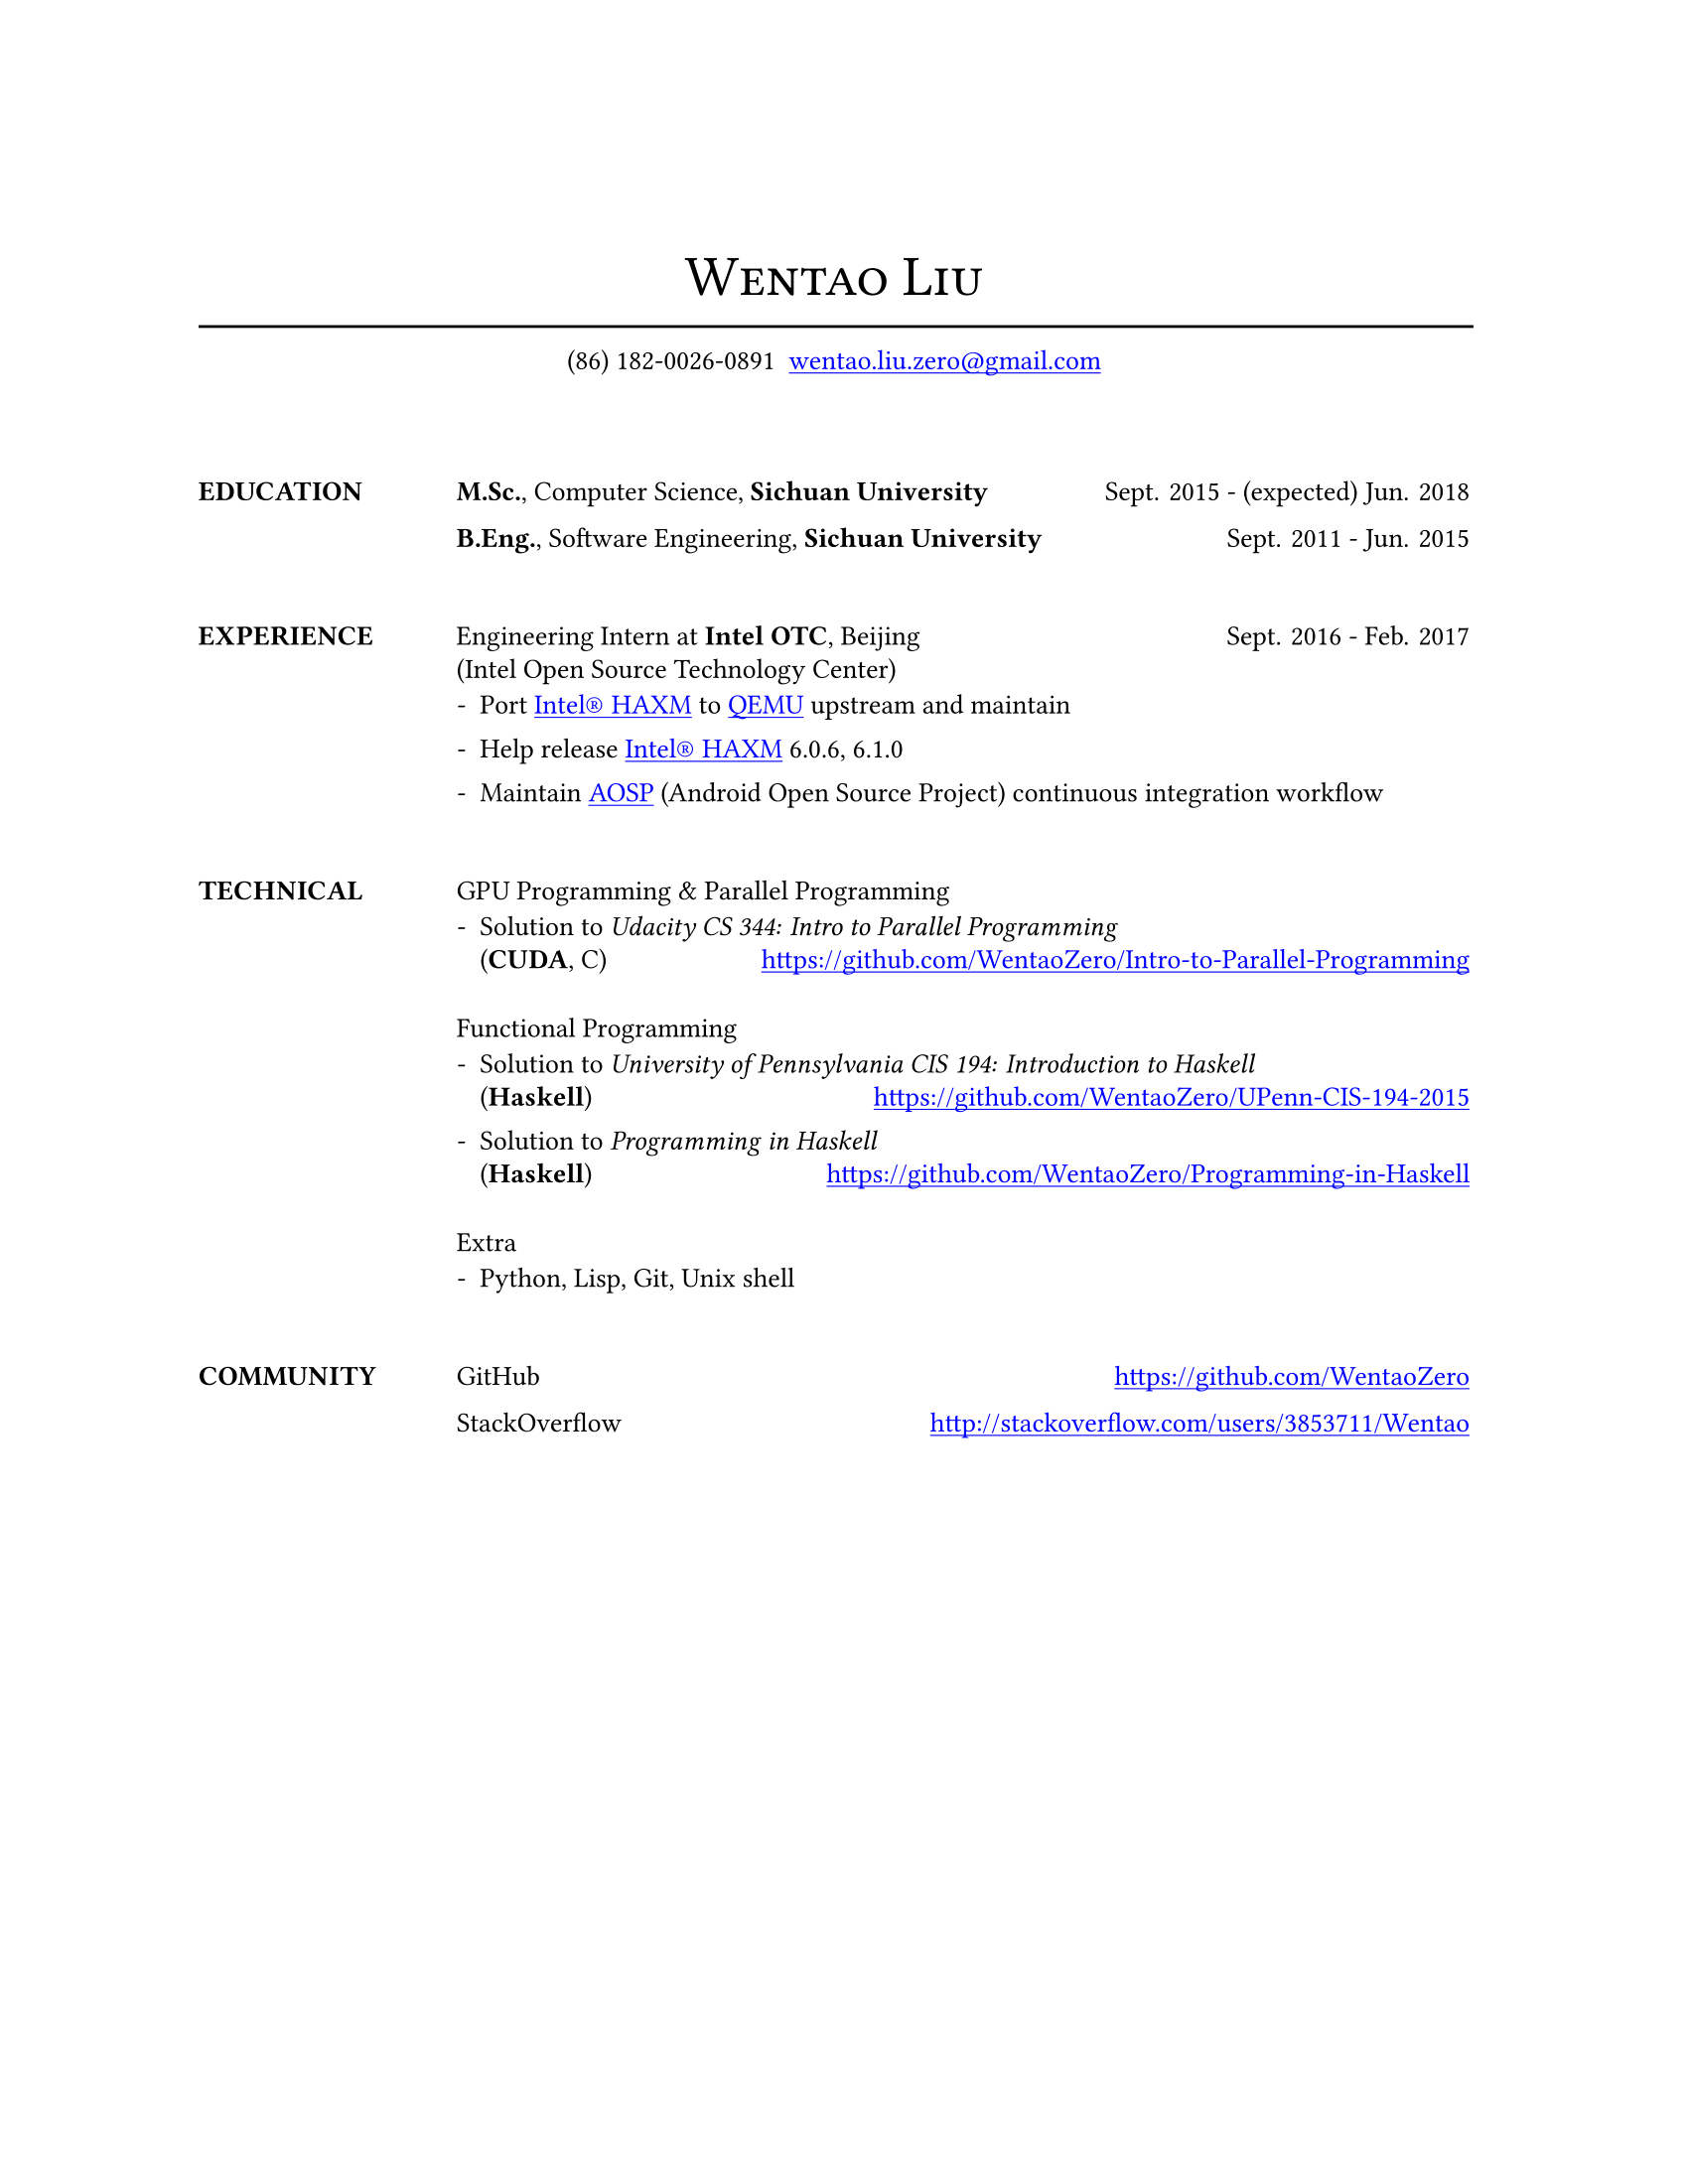 Wentao Liu
(86) 182-0026-0891 wentao.liu.zero@gmail.com
EDUCATION M.Sc., Computer Science, Sichuan University Sept. 2015 - (expected) Jun. 2018
B.Eng., Software Engineering, Sichuan University Sept. 2011 - Jun. 2015
EXPERIENCE Engineering Intern at Intel OTC, Beijing Sept. 2016 - Feb. 2017
(Intel Open Source Technology Center)
- Port Intel® HAXM to QEMU upstream and maintain
- Help release Intel® HAXM 6.0.6, 6.1.0
- Maintain AOSP (Android Open Source Project) continuous integration workflow
TECHNICAL GPU Programming & Parallel Programming
- Solution to Udacity CS 344: Intro to Parallel Programming
(CUDA, C) https://github.com/WentaoZero/Intro-to-Parallel-Programming
Functional Programming
- Solution to University of Pennsylvania CIS 194: Introduction to Haskell
(Haskell) https://github.com/WentaoZero/UPenn-CIS-194-2015
- Solution to Programming in Haskell
(Haskell) https://github.com/WentaoZero/Programming-in-Haskell
Extra
- Python, Lisp, Git, Unix shell
COMMUNITY GitHub https://github.com/WentaoZero
StackOverflow http://stackoverflow.com/users/3853711/Wentao